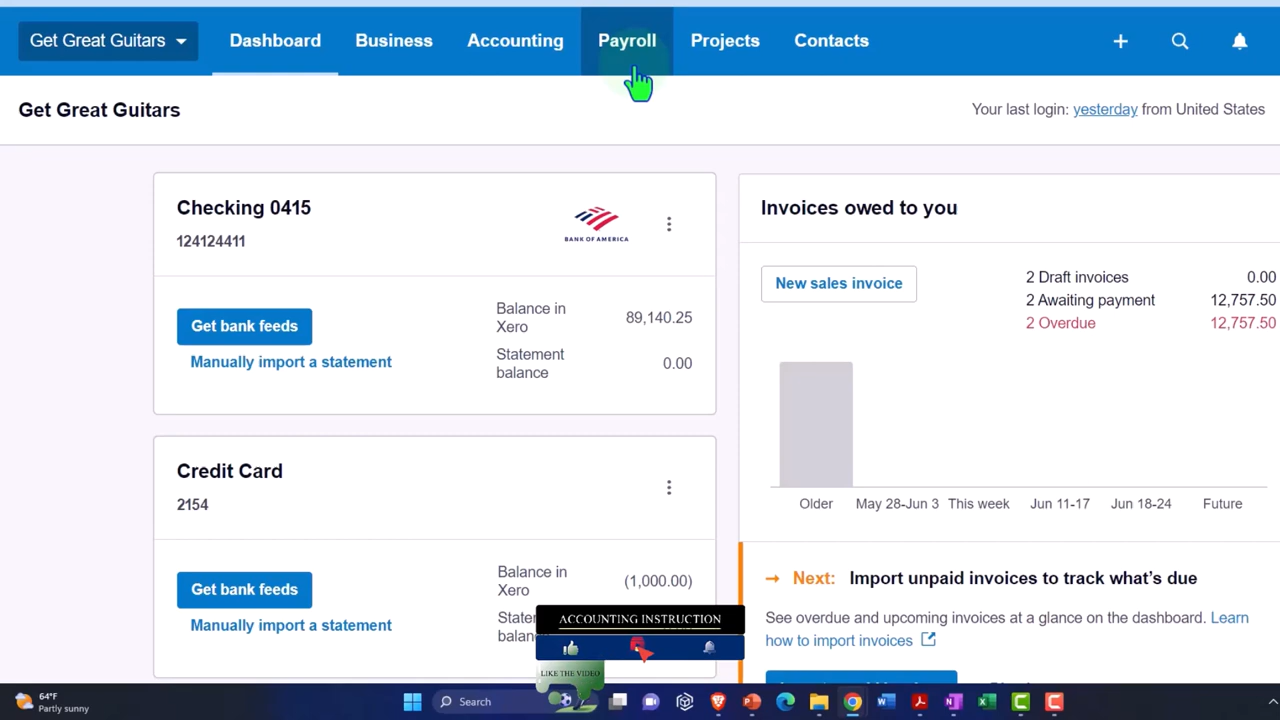 Get Great Guitars Dashboard Business Accounting Payroll Projects Contacts
Get Great Guitars
Your last login: yesterday from United States
Checking 0415
124124411
BANK OF AMERICA
Get bank feeds
Manually import a statement
Balance in
Xero
89,140.25
Statement
balance
0.00
Credit Card
2154
Get bank feeds
Manually import a statement
Balance in
Xero
(1,000.00)
Invoices owed to you
New sales invoice
2 Draft invoices 0.00
2 Awaiting payment 12,757.50
2 Overdue 12,757.50
Older May 28-Jun 3 This week Jun 11-17 Jun 18-24 Future
→ Next: Import unpaid invoices to track what's due
See overdue and upcoming invoices at a glance on the dashboard. Learn
how to import invoices
ACCOUNTING INSTRUCTION
LIKE THE VIDEO
64°F
Partly sunny
Search